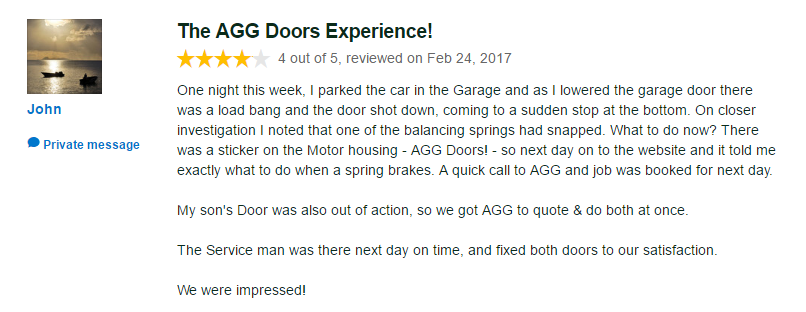 The AGG Doors Experience!
4 out of 5, reviewed on Feb 24, 2017
John
Private message
One night this week, I parked the car in the Garage and as I lowered the garage door there
was a load bang and the door shot down, coming to a sudden stop at the bottom. On closer
investigation I noted that one of the balancing springs had snapped. What to do now? There
was a sticker on the Motor housing - AGG Doors! - so next day on to the website and it told me
exactly what to do when a spring brakes. A quick call to AGG and job was booked for next day.
My son's Door was also out of action, so we got AGG to quote & do both at once.
The Service man was there next day on time, and fixed both doors to our satisfaction.
We were impressed!